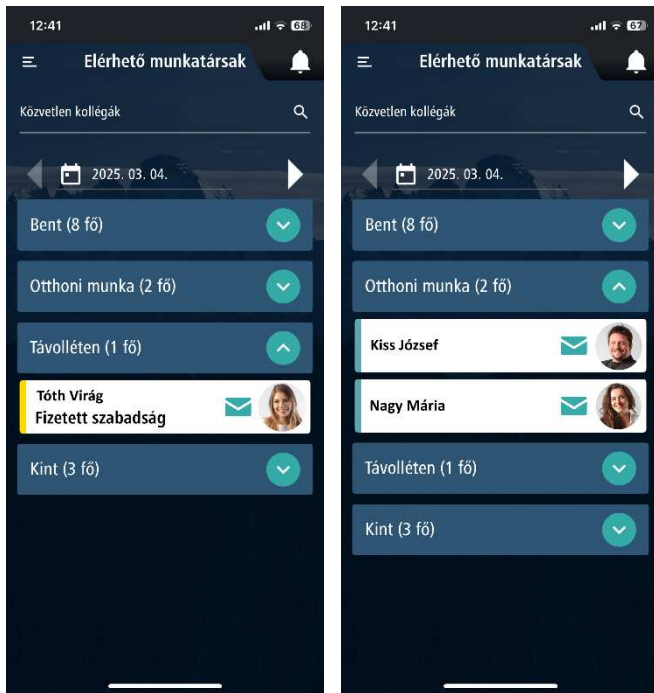 12:41
68
Elérhető munkatársak
Közvetlen kollégák
2025. 03. 04.
Bent (8 fő)
Otthoni munka (2 fő)
Távolléten (1 fő)
Tóth Virág
Fizetett szabadság
Kint (3 fő)
12:41
67
Elérhető munkatársak
Közvetlen kollégák
2025. 03. 04.
Bent (8 fő)
Otthoni munka (2 fő)
Kiss József
Nagy Mária
Távolléten (1 fő)
Kint (3 fő)